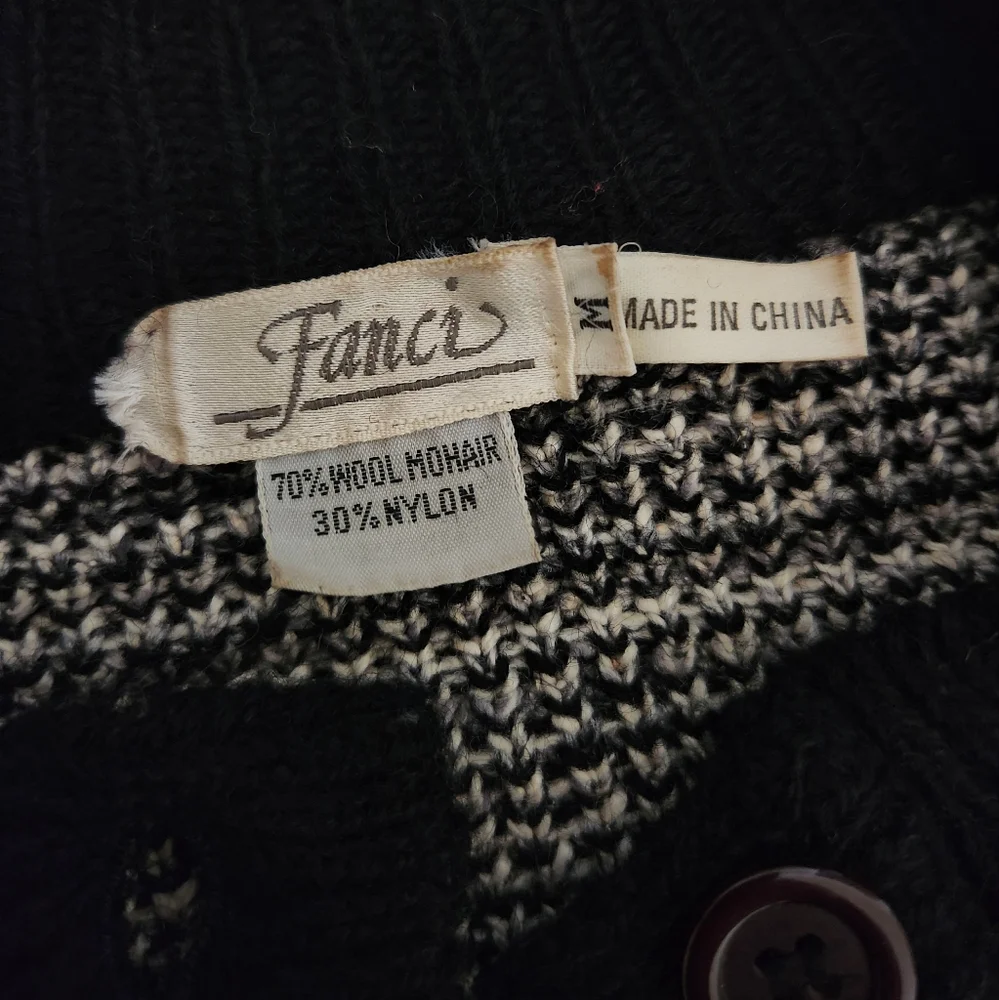 Fanci
M
MADE IN CHINA
70% WOOL MOHAIR
30% NYLON